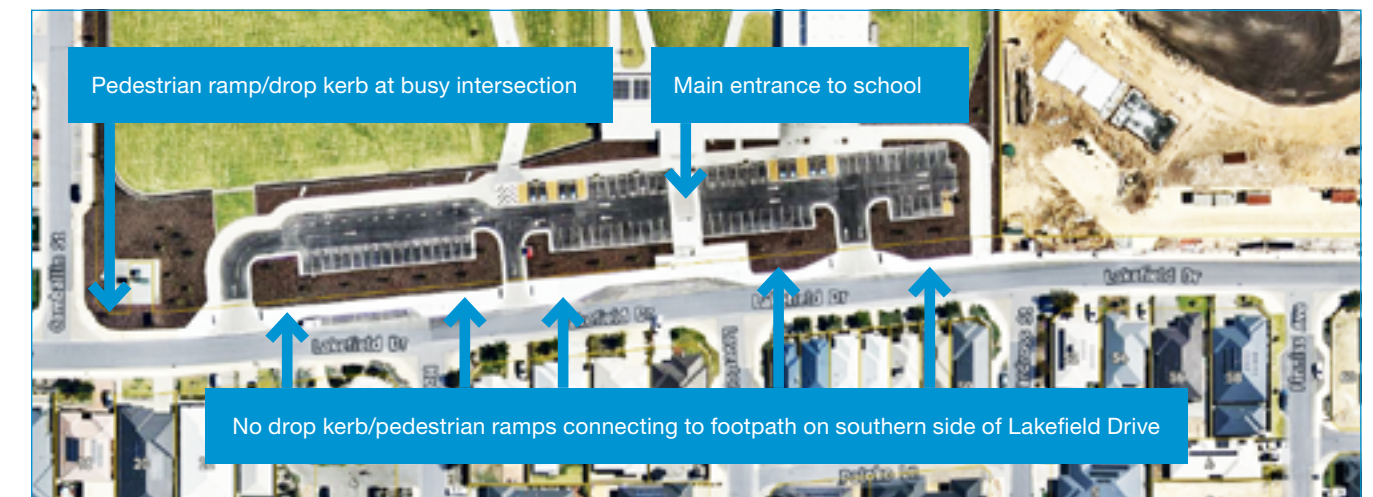 Pedestrian ramp/drop kerb at busy intersection
Main entrance to school
Lakefield Dr
Lakefield Dr
Lakefield Dr
No drop kerb/pedestrian ramps connecting to footpath on southern side of Lakefield Drive